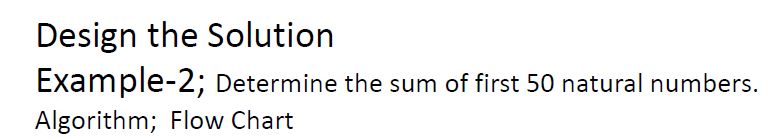 Design the Solution
Example-2; Determine the sum of first 50 natural numbers.
Algorithm;  Flow Chart